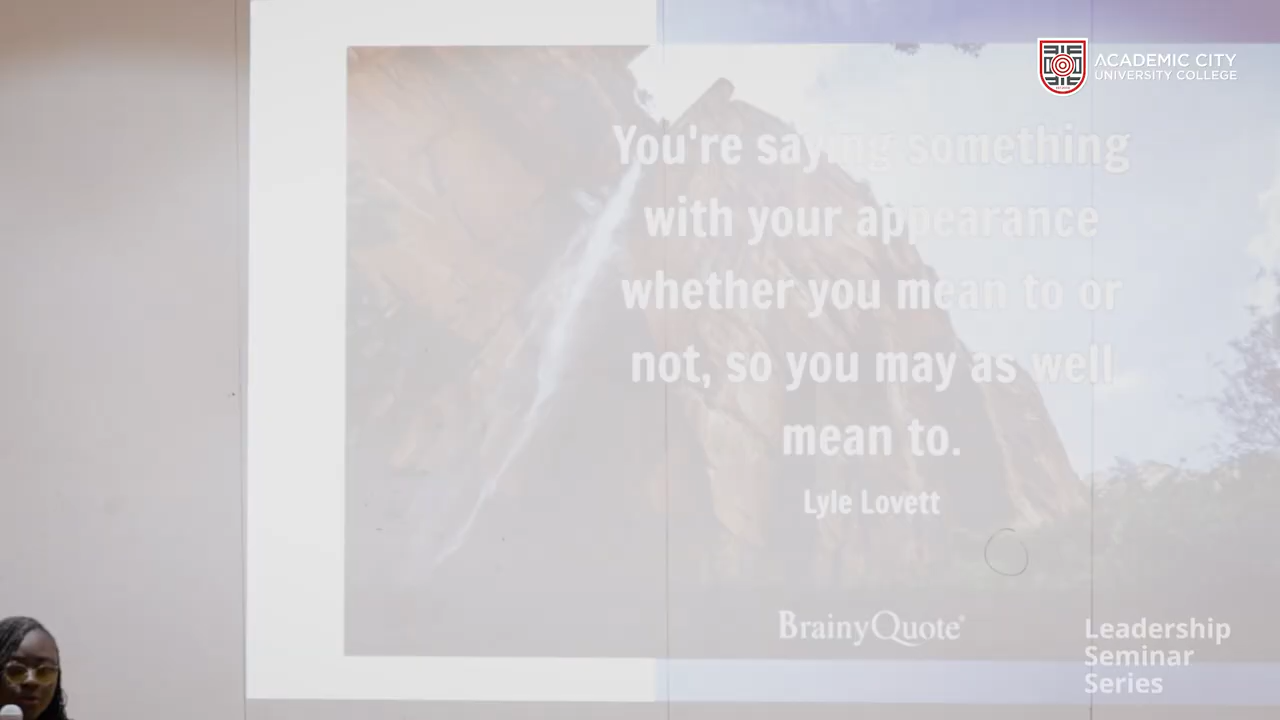 ACADEMIC CITY
UNIVERSITY COLLEGE
You're saying something
with your appearance
whether you mean to or
not, so you may as well
mean to.
Lyle Lovett
BrainyQuote®
Leadership
Seminar
Series